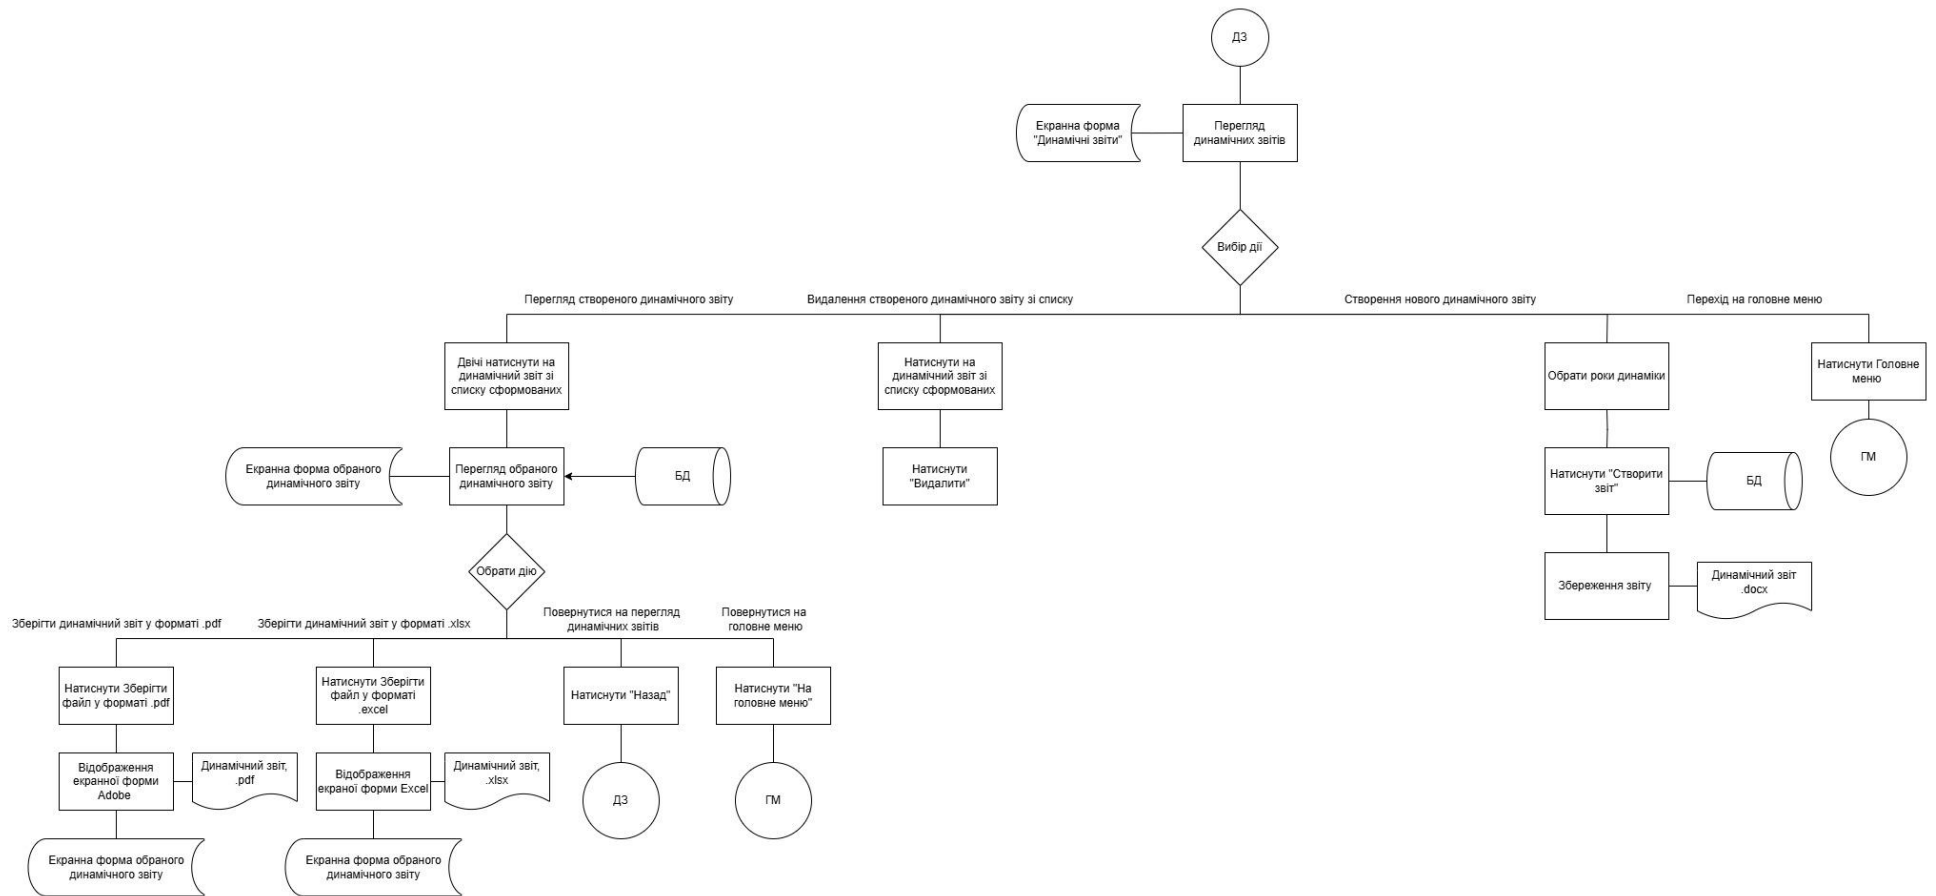 ДЗ
Екранна форма
"Динамічні звіти"
Перегляд
динамічних звітів
Вибір дії
Перегляд створеного динамічного звіту
Видалення створеного динамічного звіту зі списку
Створення нового динамічного звіту
Перехід на головне меню
Двічі натиснути на
динамічний звіт зі
списку сформованих
Натиснути на
динамічний звіт зі
списку сформованих
Обрати роки динаміки
Натиснути Головне
меню
Екранна форма обраного
динамічного звіту
Перегляд обраного
динамічного звіту
БД
Натиснути
"Видалити"
Натиснути "Створити
звіт"
БД
ГМ
Обрати дію
Збереження звіту
Динамічний звіт
.docx
Зберігти динамічний звіт у форматі .pdf
Зберігти динамічний звіт у форматі .xlsx
Повернутися на перегляд
динамічних звітів
Повернутися на
головне меню
Натиснути Зберігти
файл у форматі .pdf
Натиснути Зберігти
файл у форматі
.excel
Натиснути "Назад"
Натиснути "На
головне меню"
Відображення
екранної форми
Adobe
Динамічний звіт,
.pdf
Відображення
екраної форми Excel
Динамічний звіт,
.xlsx
ДЗ
ГМ
Екранна форма обраного
динамічного звіту
Екранна форма обраного
динамічного звіту